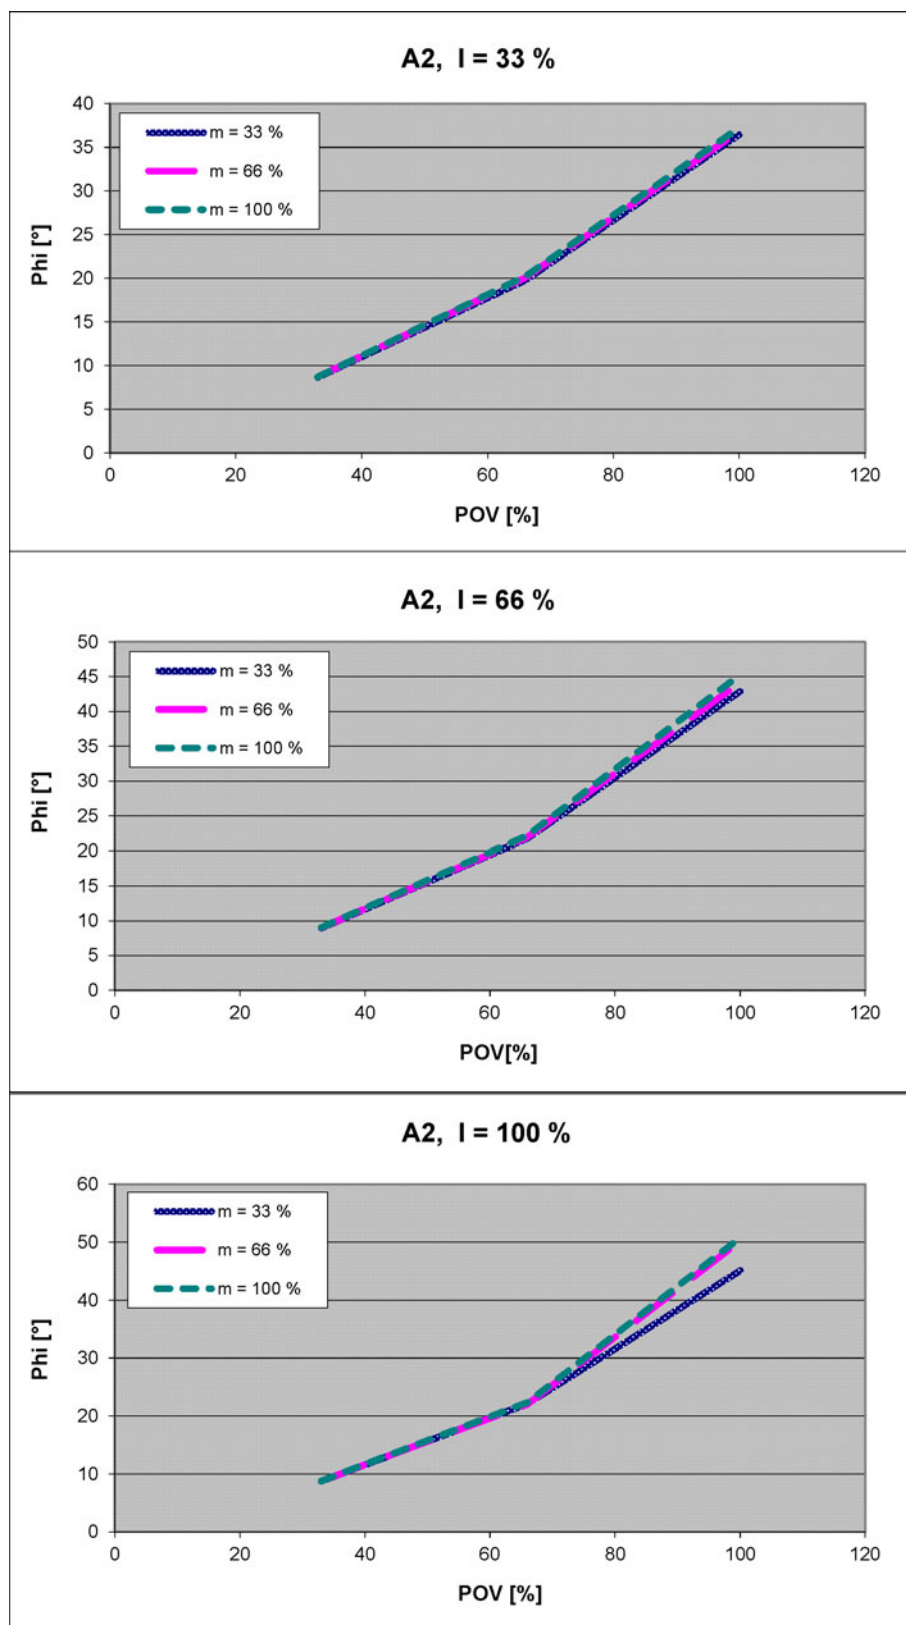 A2,  I = 33 %
40
35
30
25
20
15
10
5
0
Phi [°]
m = 33 %
m = 66 %
m = 100 %
0 20 40 60 80 100 120
POV [%]
A2,  I = 66 %
50
45
40
35
30
25
20
15
10
5
0
Phi [°]
m = 33 %
m = 66 %
m = 100 %
0 20 40 60 80 100 120
POV[%]
A2,  I = 100 %
60
50
40
30
20
10
0
Phi [°]
m = 33 %
m = 66 %
m = 100 %
0 20 40 60 80 100 120
POV [%]